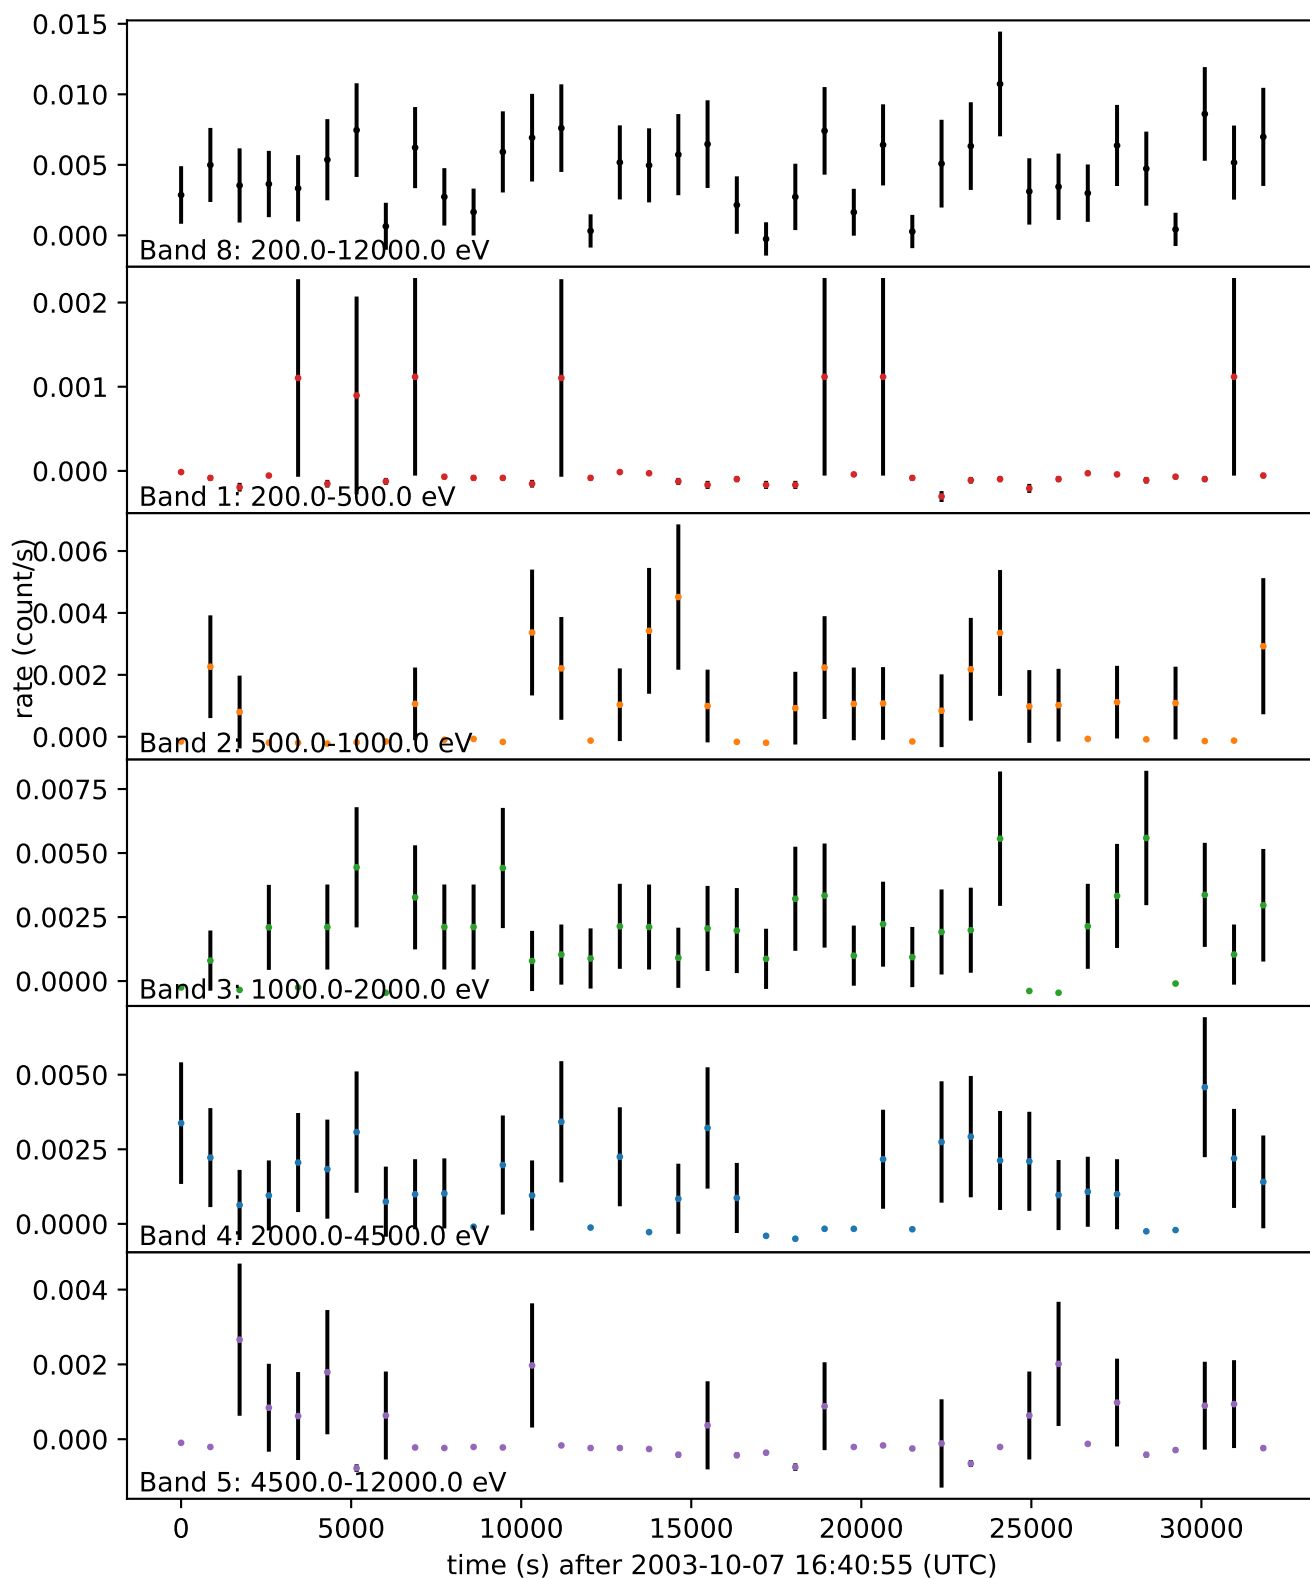 0.015
0.010
0.005
0.000
Band 8: 200.0-12000.0 eV
0.002
0.001
0.000
Band 1: 200.0-500.0 eV
rate (count/s)
0.006
0.004
0.002
0.000
Band 2: 500.0-1000.0 eV
0.0075
0.0050
0.0025
0.0000
Band 3: 1000.0-2000.0 eV
0.0050
0.0025
0.0000
Band 4: 2000.0-4500.0 eV
0.004
0.002
0.000
Band 5: 4500.0-12000.0 eV
0 5000 10000 15000 20000 25000 30000
time (s) after 2003-10-07 16:40:55 (UTC)